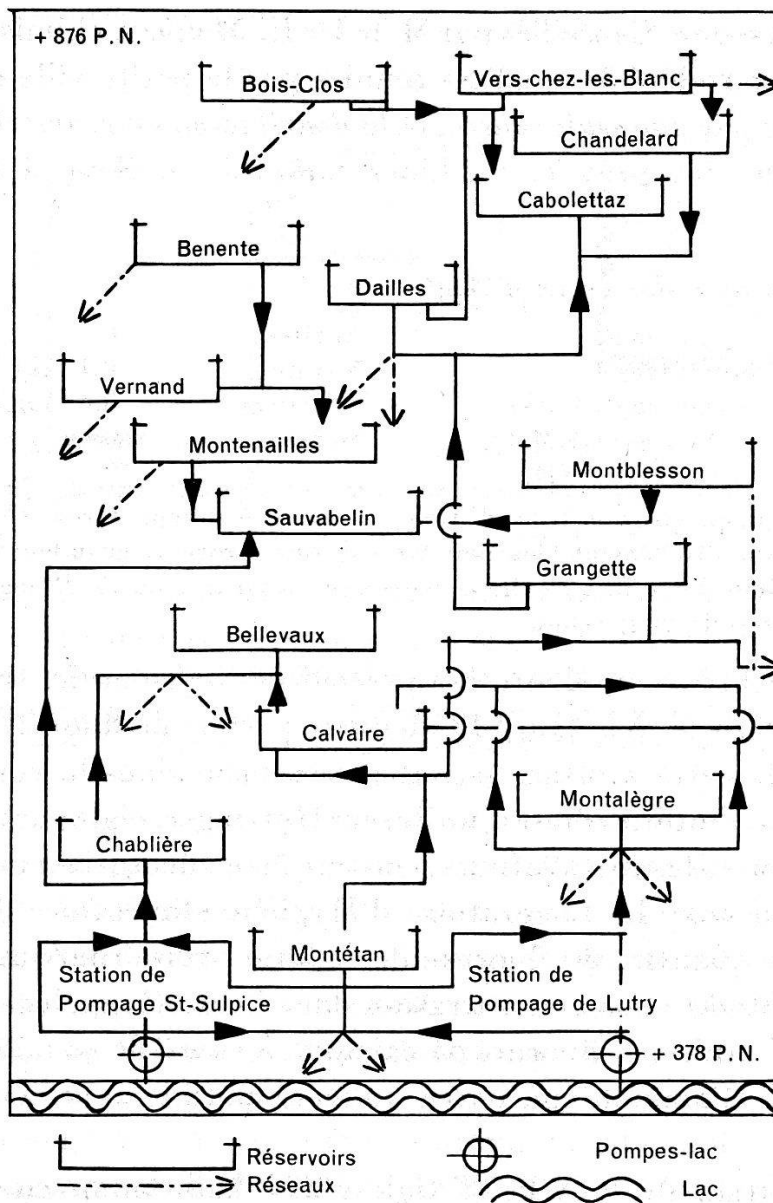 + 876 P. N.
Bois-Clos
Vers-chez-les-Blanc
Chandelard
Cabolettaz
Benente
Dailles
Vernand
Montenailles
Montblesson
Sauvabelin
Grangette
Bellevaux
Calvaire
Montalègre
Chablière
Montétan
Station de
Pompage St-Sulpice
Station de
Pompage de Lutry
+ 378 P. N.
Réservoirs
Réseaux
Pompes-lac
Lac